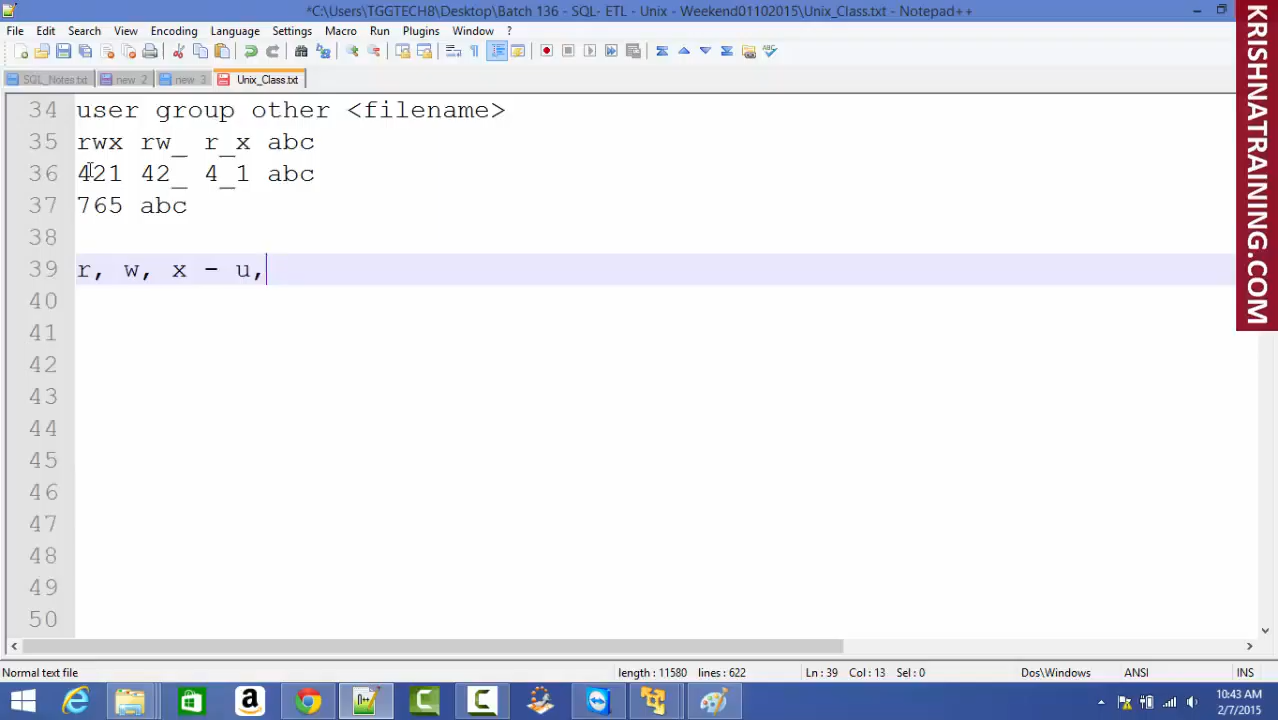 *C:\Users\TGGTECH8\Desktop\Batch 136 - SQL- ETL - Unix - Weekend01102015\Unix_Class.txt - Notepad++
File Edit Search View Encoding Language Settings Macro Run Plugins Window ?
SQL_Notes.txt new 2 new 3 Unix_Class.txt
34 user group other <filename>
35 rwx rw_ r_x abc
36 421 42_ 4_1 abc
37 765 abc
38
39 r, w, x - u,
40
41
42
43
44
45
46
47
48
49
50
Normal text file length : 11580 lines : 622 Ln : 39 Col : 13 Sel : 0 Dos\Windows ANSI INS
10:43 AM
2/7/2015
KRISHNATRAINING.COM